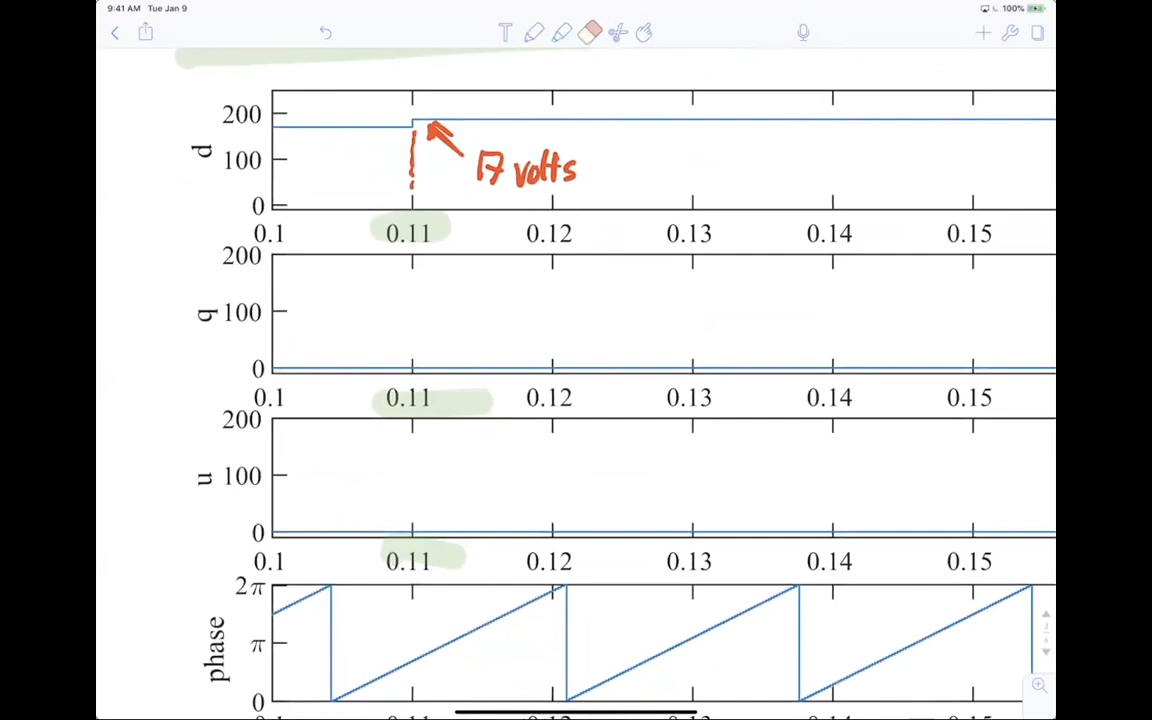 9:41 AM Tue Jan 9
100%
T
200
d 100
17 volts
0
0.1 0.11 0.12 0.13 0.14 0.15
200
q 100
0
0.1 0.11 0.12 0.13 0.14 0.15
200
u 100
0
0.1 0.11 0.12 0.13 0.14 0.15
2π
phase π
0